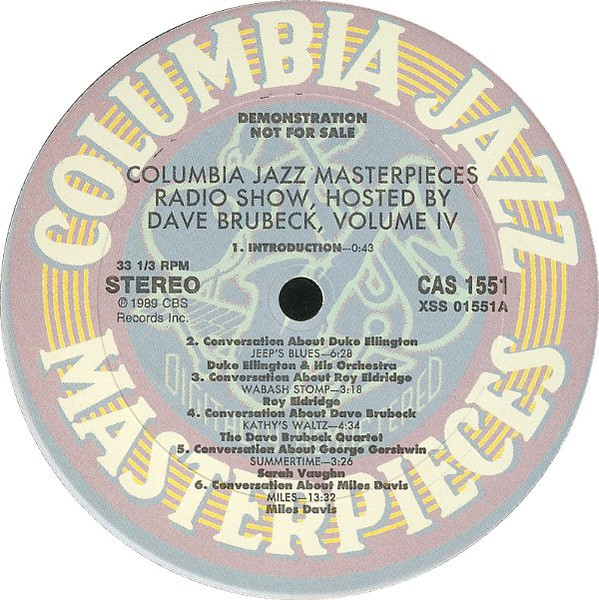 COLUMBIA JAZZ
MASTERPIECES
DEMONSTRATION
NOT FOR SALE
COLUMBIA JAZZ MASTERPIECES
RADIO SHOW, HOSTED BY
DAVE BRUBECK, VOLUME IV
1. INTRODUCTION—0:43
33 1/3 RPM
STEREO
℗ 1989 CBS
Records Inc.
CAS 1551
XSS 01551A
2. Conversation About Duke Ellington
JEEP'S BLUES—6:28
Duke Ellington & His Orchestra
3. Conversation About Roy Eldridge
WABASH STOMP—3:18
Roy Eldridge
4. Conversation About Dave Brubeck
KATHY'S WALTZ—4:34
The Dave Brubeck Quartet
5. Conversation About George Gershwin
SUMMERTIME—3:26
Sarah Vaughn
6. Conversation About Miles Davis
MILES—13:32
Miles Davis